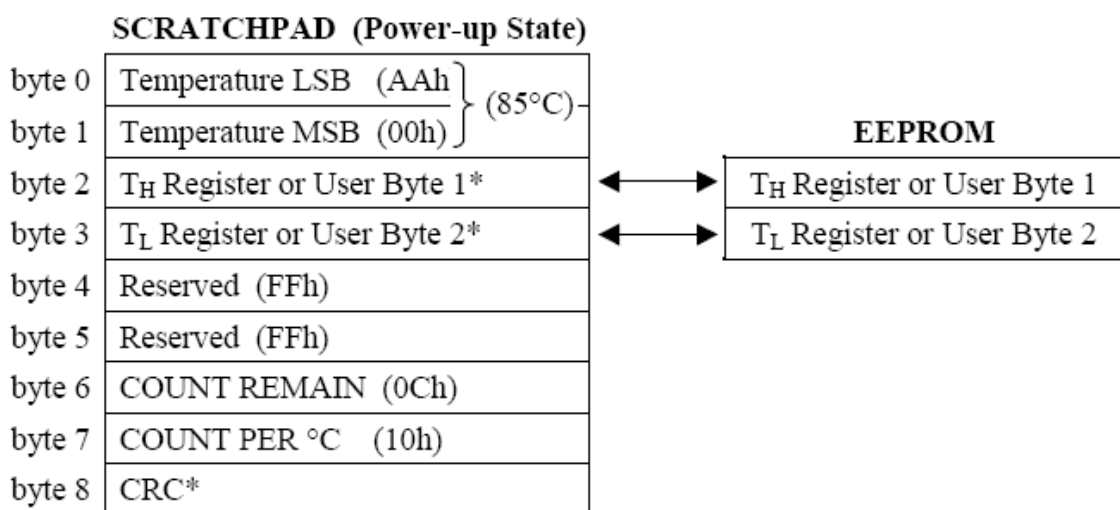 SCRATCHPAD (Power-up State)
byte 0 Temperature LSB (AAh
(85°C)
byte 1 Temperature MSB (00h)
EEPROM
byte 2 TH Register or User Byte 1* TH Register or User Byte 1
byte 3 TL Register or User Byte 2* TL Register or User Byte 2
byte 4 Reserved (FFh)
byte 5 Reserved (FFh)
byte 6 COUNT REMAIN (0Ch)
byte 7 COUNT PER °C (10h)
byte 8 CRC*